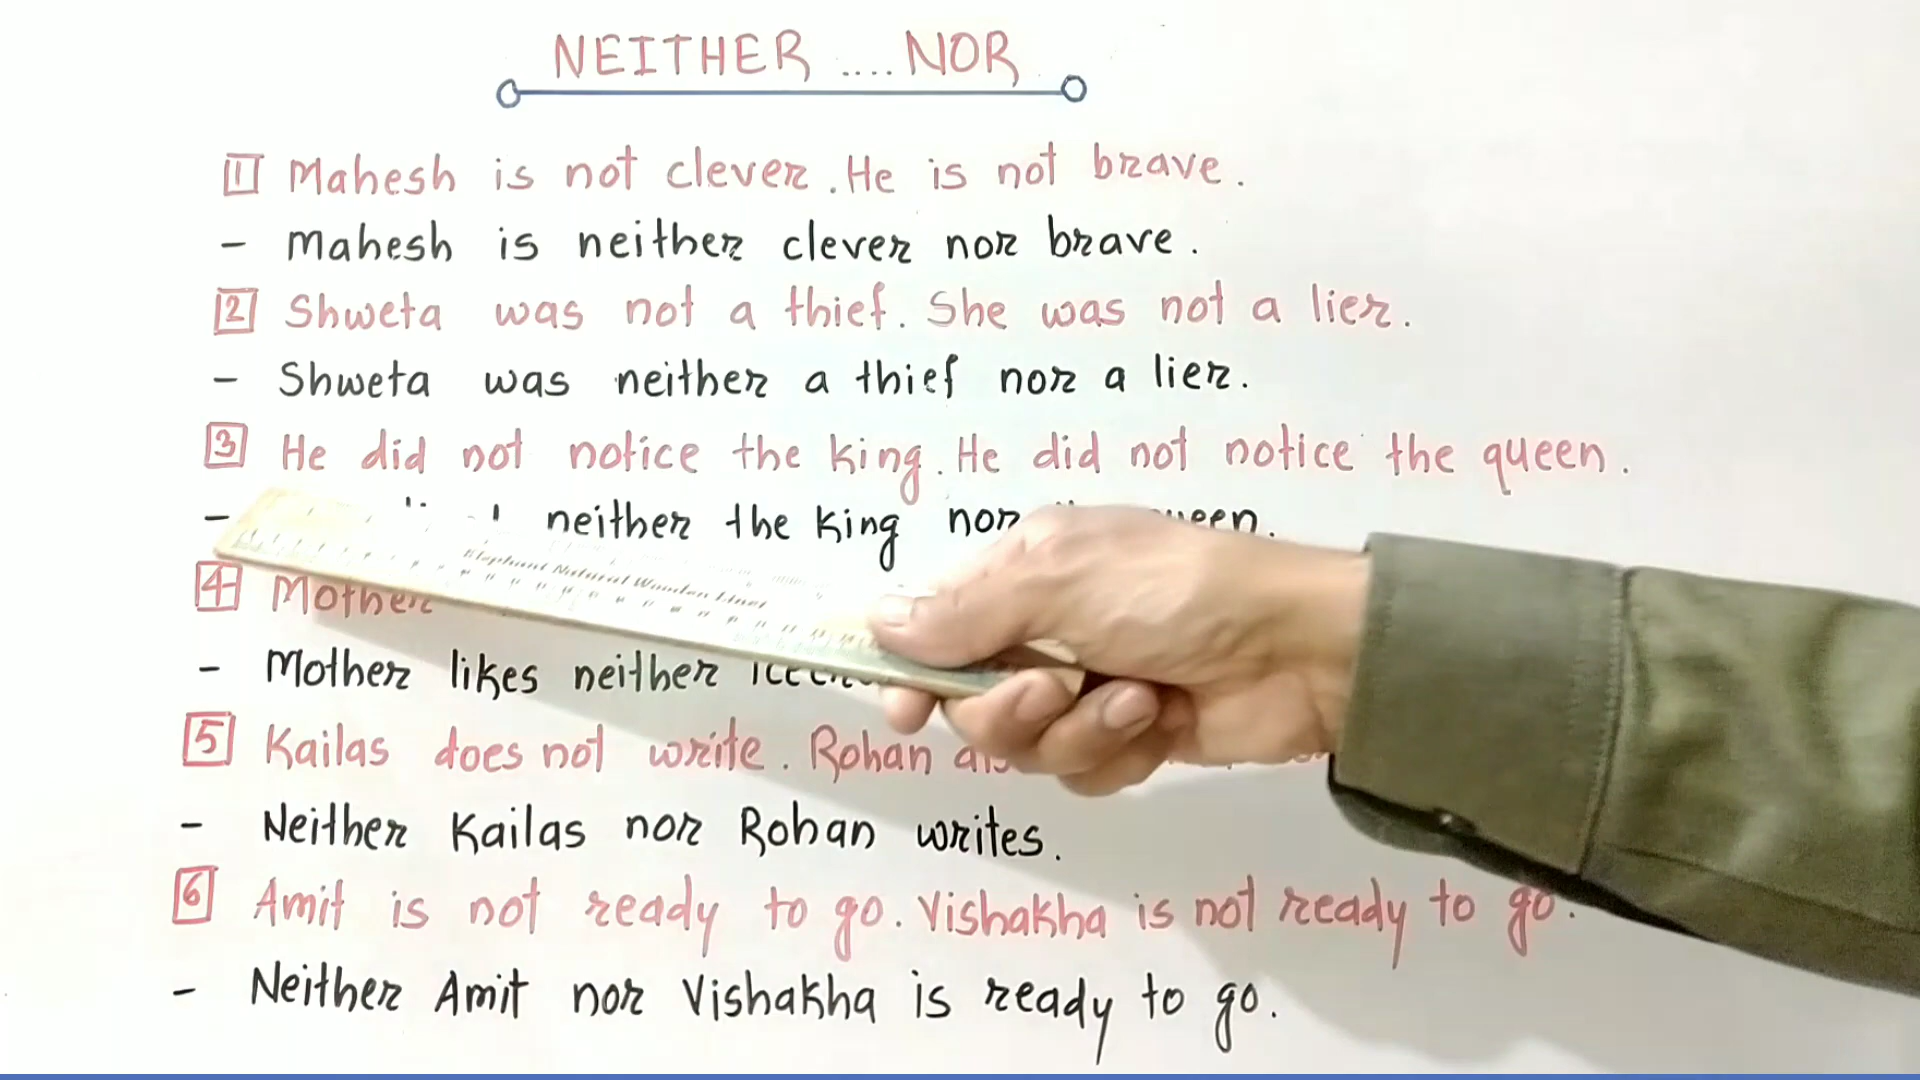 NEITHER .... NOR
1 Mahesh is not clever. He is not brave.
- Mahesh is neither clever nor brave.
2 Shweta was not a thief. She was not a lier.
- Shweta was neither a thief nor a lier.
3 He did not notice the king. He did not notice the queen.
- neither the king nor
4 Mother
- Mother likes neither
5 Kailas does not write. Rohan
- Neither Kailas nor Rohan writes.
6 Amit is not ready to go. Vishakha is not ready to go.
- Neither Amit nor Vishakha is ready to go.